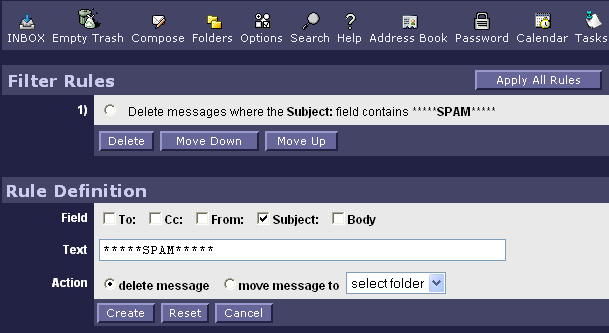 INBOX Empty Trash Compose Folders Options Search Help Address Book Password Calendar Tasks
Filter Rules Apply All Rules
1) Delete messages where the Subject: field contains *****SPAM*****
Delete Move Down Move Up
Rule Definition
Field To: Cc: From: Subject: Body
Text *****SPAM*****
Action delete message move message to select folder
Create Reset Cancel